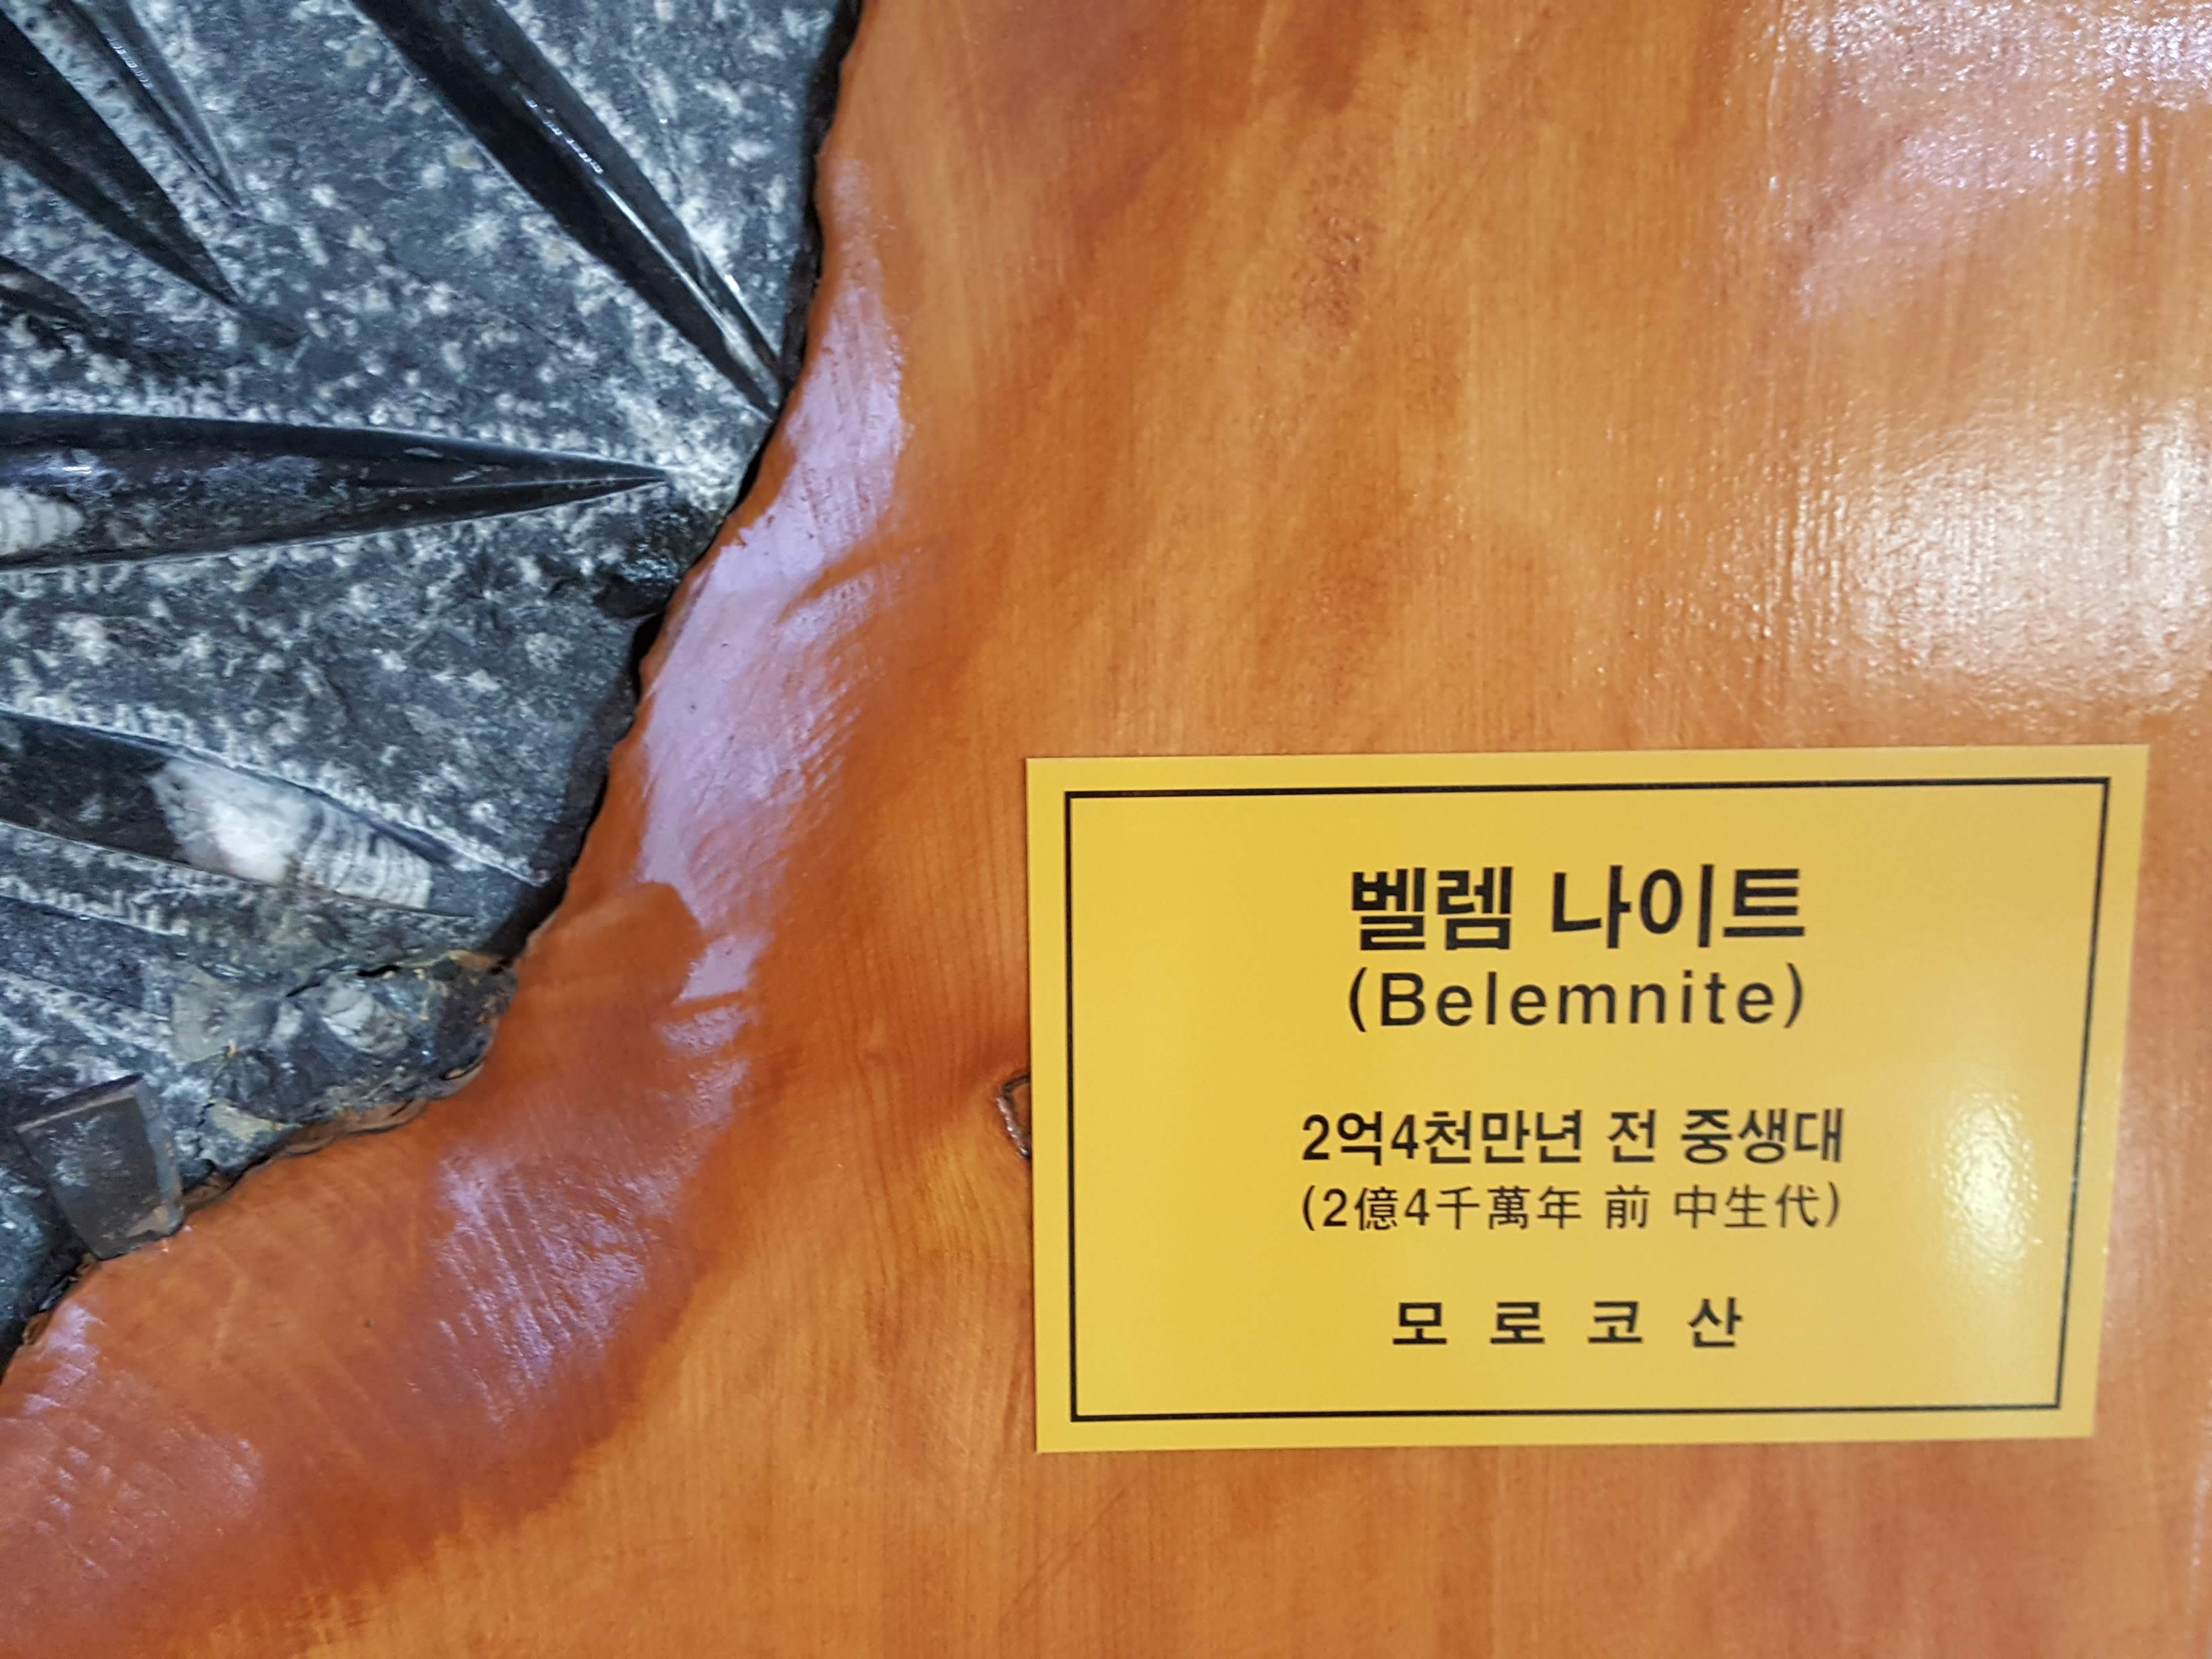 벨렘 나이트
(Belemnite)
2억4천만년 전 중생대
(2億4千萬年 前 中生代)
모 로 코 산